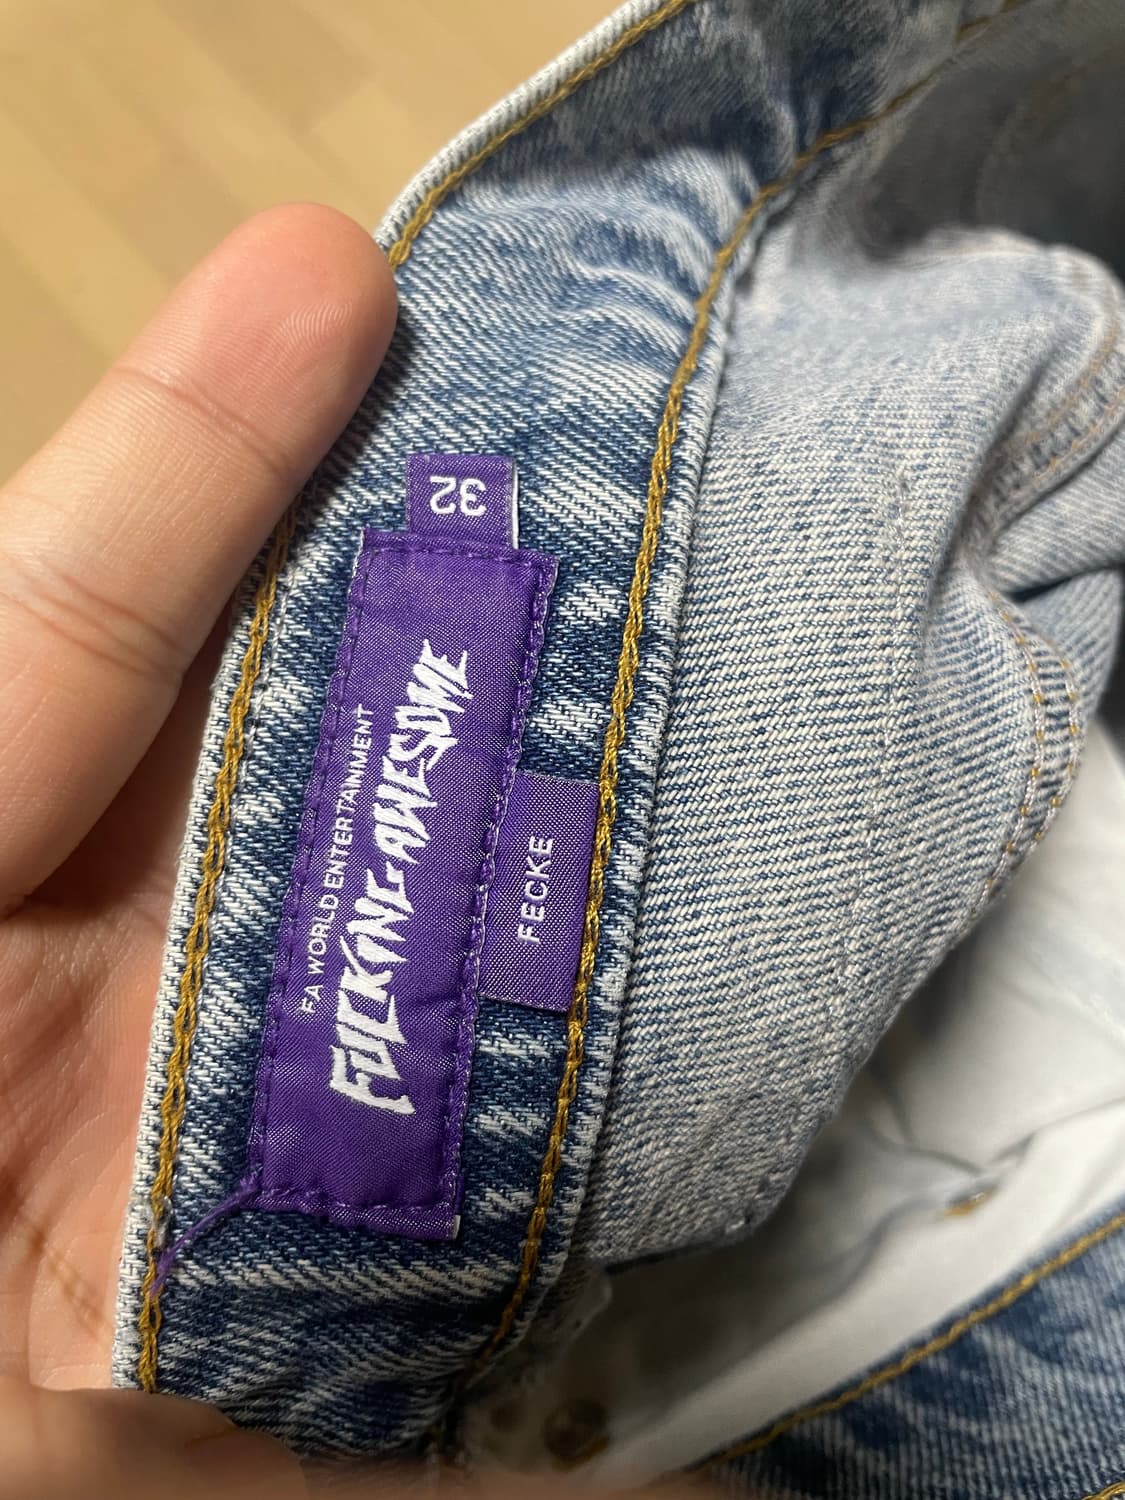 32
FA WORLD ENTERTAINMENT
FUCKING AWESOME
FECKE